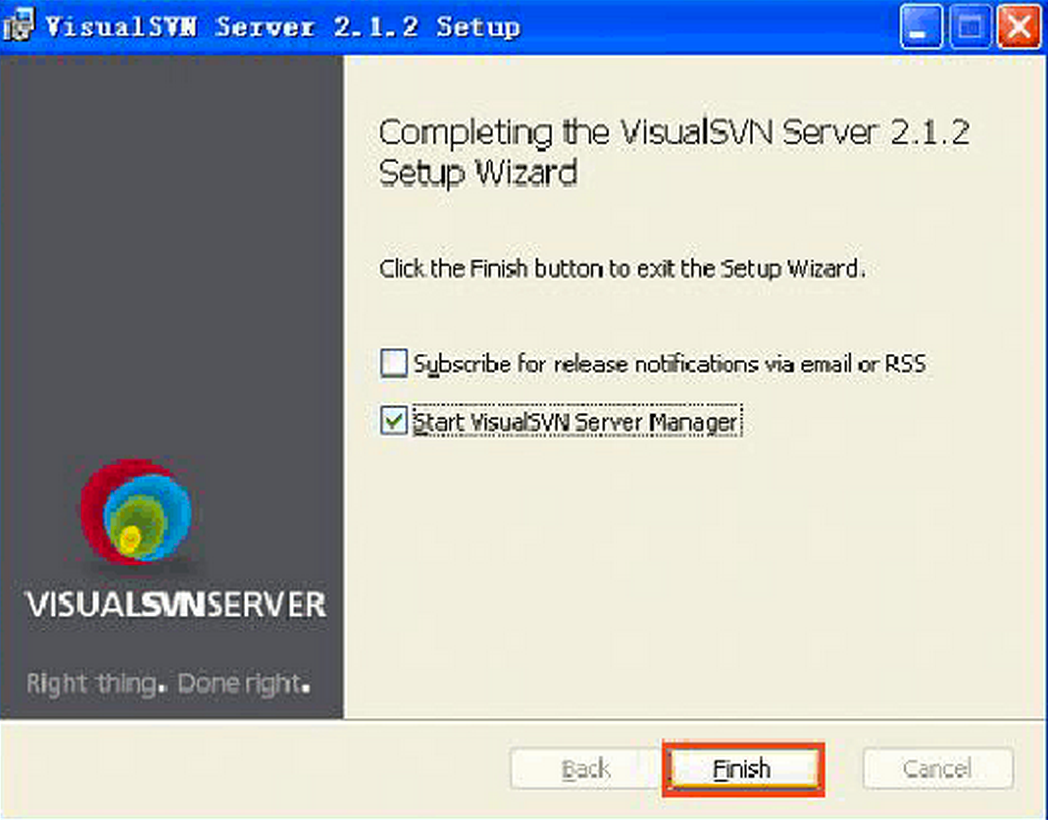 VisualSVN Server 2.1.2 Setup
Completing the VisualSVN Server 2.1.2
Setup Wizard
Click the Finish button to exit the Setup Wizard.
Subscribe for release notifications via email or RSS
Start VisualSVN Server Manager
VISUALSVNSERVER
Right thing. Done right.
Back
Finish
Cancel